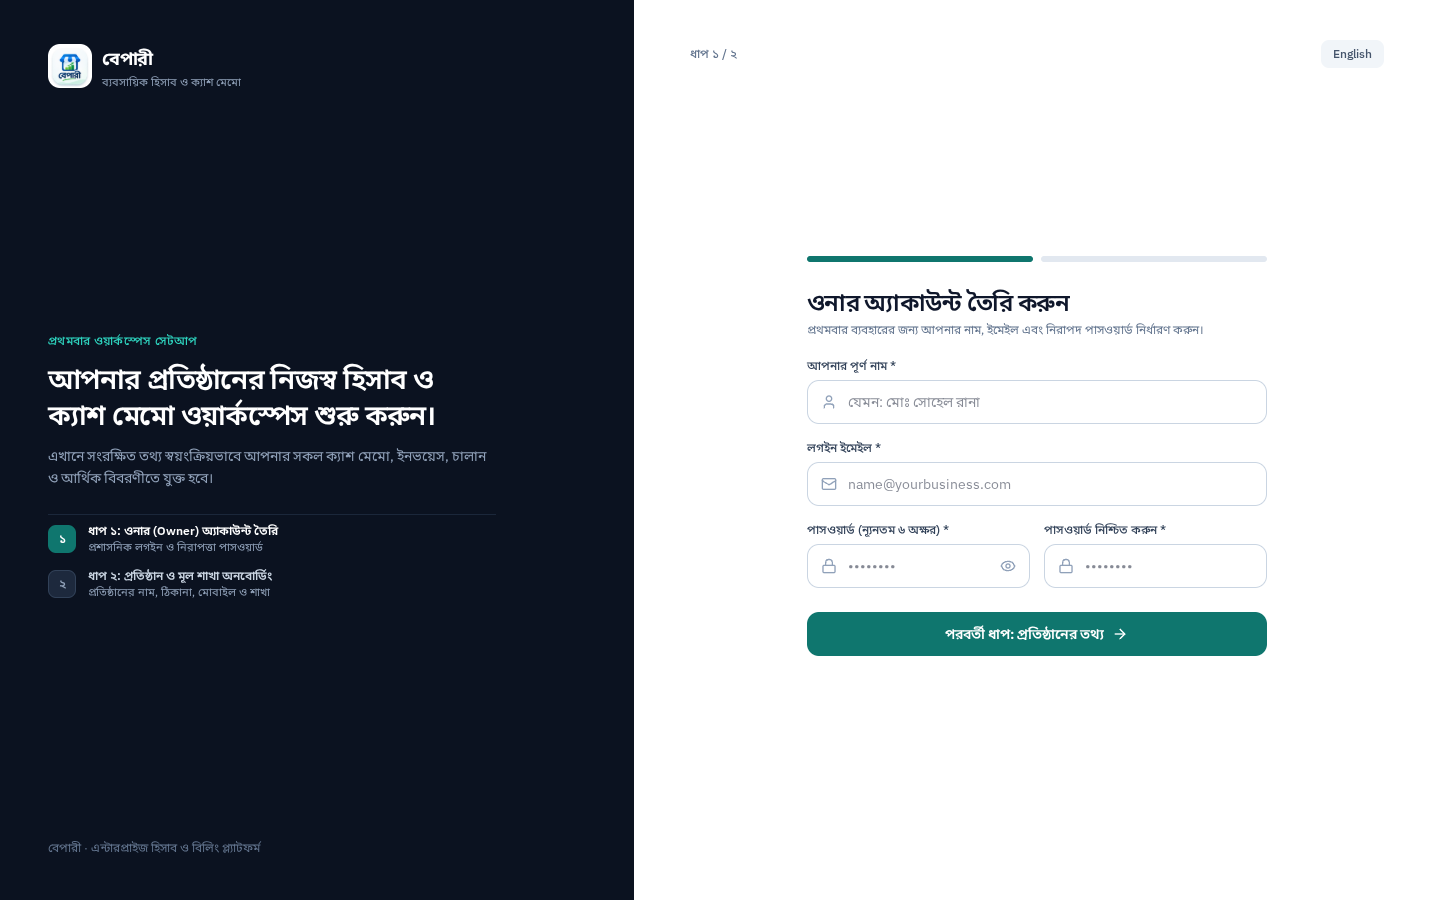 বেপারী
বেপারী
ব্যবসায়িক হিসাব ও ক্যাশ মেমো
প্রথমবার ওয়ার্কস্পেস সেটআপ
আপনার প্রতিষ্ঠানের নিজস্ব হিসাব ও
ক্যাশ মেমো ওয়ার্কস্পেস শুরু করুন।
এখানে সংরক্ষিত তথ্য স্বয়ংক্রিয়ভাবে আপনার সকল ক্যাশ মেমো, ইনভয়েস, চালান
ও আর্থিক বিবরণীতে যুক্ত হবে।
১
ধাপ ১: ওনার (Owner) অ্যাকাউন্ট তৈরি
প্রশাসনিক লগইন ও নিরাপত্তা পাসওয়ার্ড
২
ধাপ ২: প্রতিষ্ঠান ও মূল শাখা অনবোর্ডিং
প্রতিষ্ঠানের নাম, ঠিকানা, মোবাইল ও শাখা
বেপারী · এন্টারপ্রাইজ হিসাব ও বিলিং প্ল্যাটফর্ম
ধাপ ১ / ২
English
ওনার অ্যাকাউন্ট তৈরি করুন
প্রথমবার ব্যবহারের জন্য আপনার নাম, ইমেইল এবং নিরাপদ পাসওয়ার্ড নির্ধারণ করুন।
আপনার পূর্ণ নাম *
যেমন: মোঃ সোহেল রানা
লগইন ইমেইল *
name@yourbusiness.com
পাসওয়ার্ড (ন্যূনতম ৬ অক্ষর) *
••••••••
পাসওয়ার্ড নিশ্চিত করুন *
••••••••
পরবর্তী ধাপ: প্রতিষ্ঠানের তথ্য →